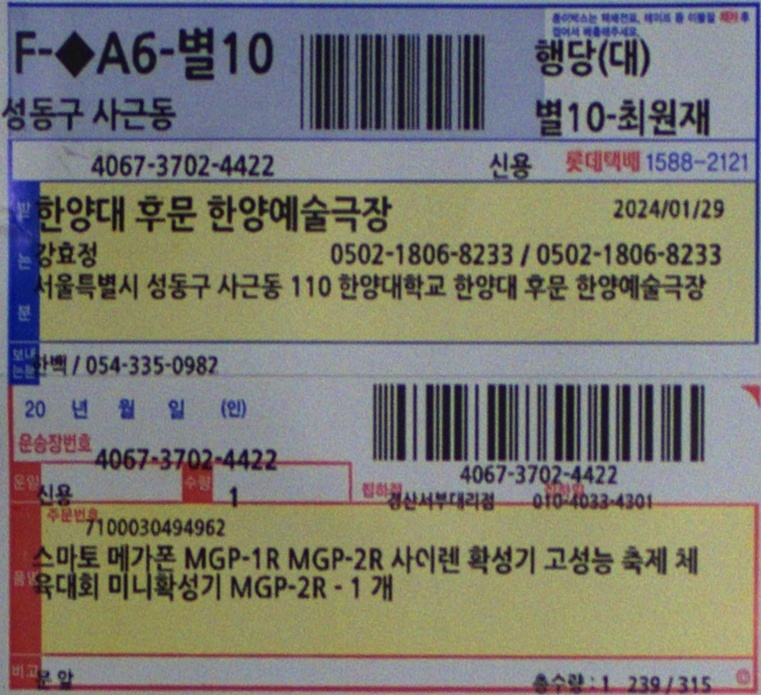 종이박스는 택배전표, 테이프 등 이물질 제거 후
접어서 배출해주세요.
F-◆A6-별10
행당(대)
성동구 사근동
별10-최원재
4067-3702-4422 신용 롯데택배 1588-2121
받는분
한양대 후문 한양예술극장 2024/01/29
강효정 0502-1806-8233 / 0502-1806-8233
서울특별시 성동구 사근동 110 한양대학교 한양대 후문 한양예술극장
보내는분
한백 / 054-335-0982
20 년 월 일 (인)
운송장번호
4067-3702-4422
4067-3702-4422
운임 신용 수량 1 집하점 경산서부대리점 010-4033-4301
주문번호
7100030494962
품명
스마토 메가폰 MGP-1R MGP-2R 사이렌 확성기 고성능 축제 체
육대회 미니확성기 MGP-2R - 1 개
비고 문 앞 총수량 : 1 239 / 315